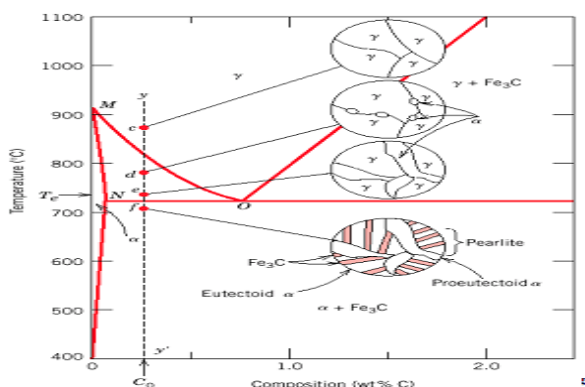 1100
1000
900
800
700
600
500
400
Temperature (°C)
Tₑ
M
N
O
y
c
d
e
f
y′
γ
γ γ
γ γ
γ + Fe₃C
γ γ
γ γ
α
γ γ
γ γ
α
Pearlite
Fe₃C
Proeutectoid α
Eutectoid α
α + Fe₃C
0
C₀
1.0
2.0
Composition (wt% C)